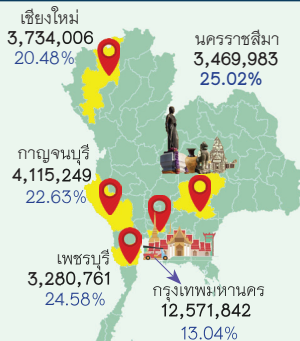 เชียงใหม่
3,734,006
20.48%
นครราชสีมา
3,469,983
25.02%
กาญจนบุรี
4,115,249
22.63%
เพชรบุรี
3,280,761
24.58%
กรุงเทพมหานคร
12,571,842
13.04%